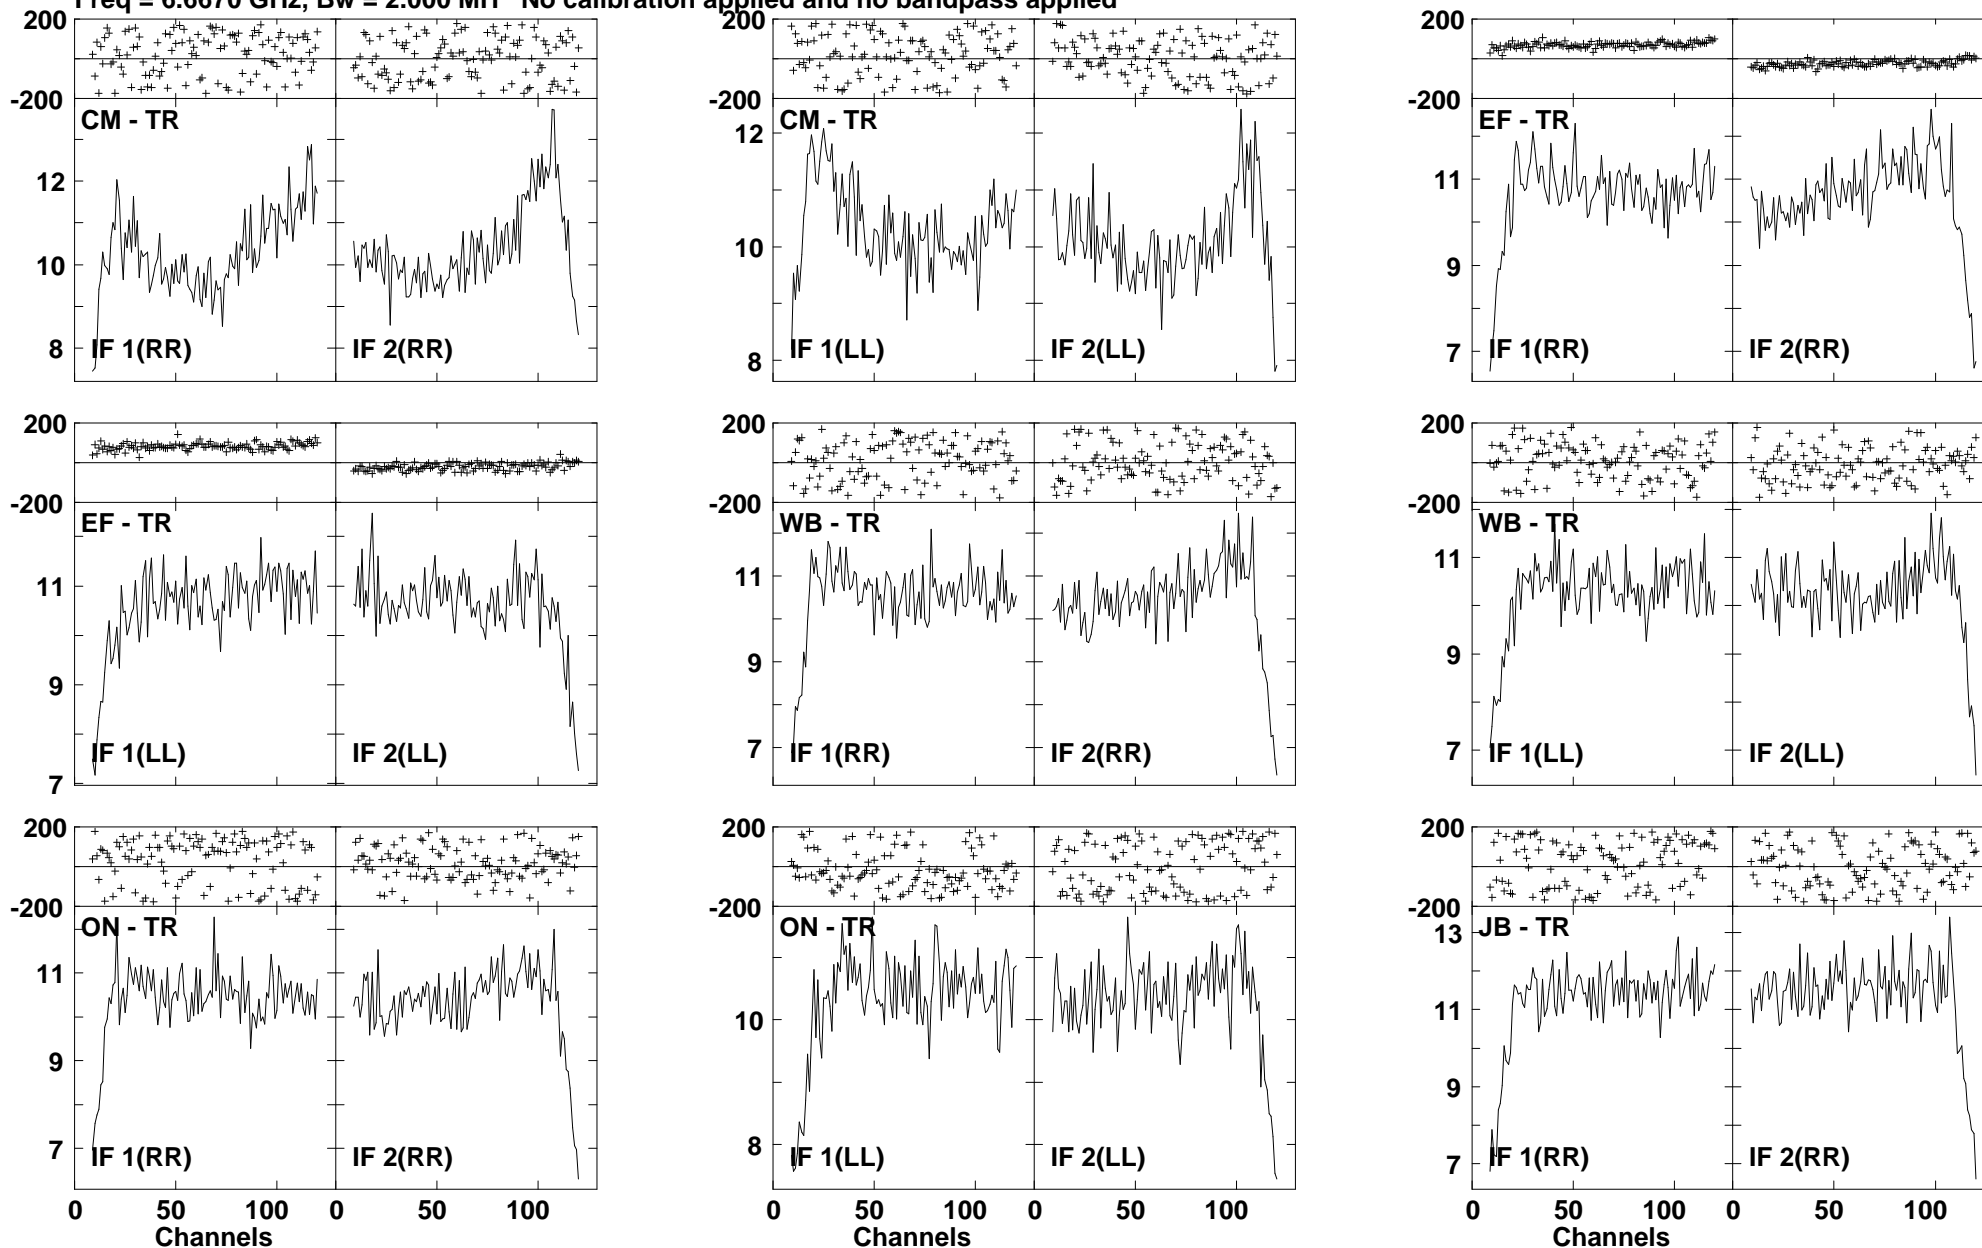 Freq = 6.6670 GHz, Bw = 2.000 MH No calibration applied and no bandpass applied
200
-200
CM - TR
12
10
8
IF 1(RR)
IF 2(RR)
CM - TR
12
10
8
IF 1(LL)
IF 2(LL)
200
-200
EF - TR
11
9
7
IF 1(RR)
IF 2(RR)
200
-200
EF - TR
11
9
7
IF 1(LL)
IF 2(LL)
200
-200
WB - TR
11
9
7
IF 1(RR)
IF 2(RR)
200
-200
WB - TR
11
9
7
IF 1(LL)
IF 2(LL)
200
-200
ON - TR
11
9
7
IF 1(RR)
IF 2(RR)
0 50 100 0 50 100
Channels
200
-200
ON - TR
10
8
IF 1(LL)
IF 2(LL)
0 50 100 0 50 100
Channels
200
-200
JB - TR
13
11
9
7
IF 1(RR)
IF 2(RR)
0 50 100 0 50 100
Channels